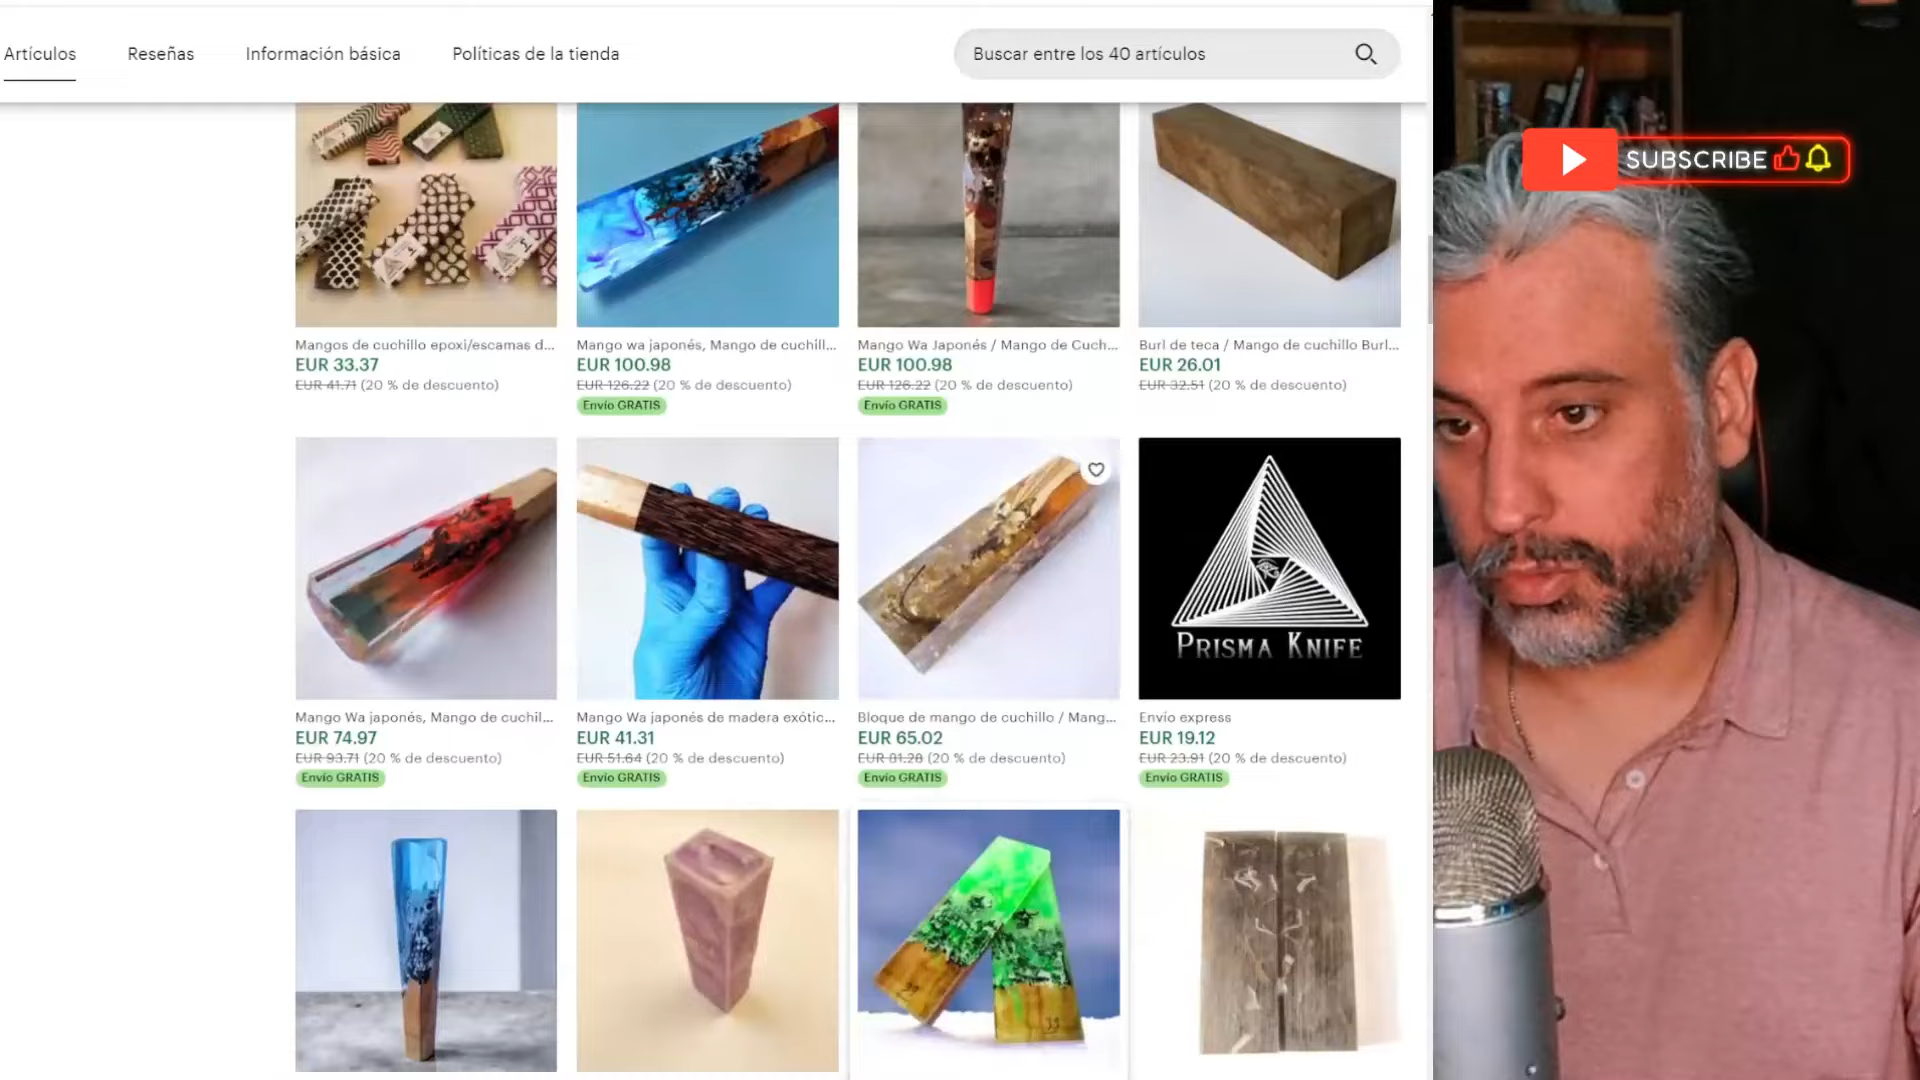 Artículos
Reseñas
Información básica
Políticas de la tienda
Buscar entre los 40 artículos
SUBSCRIBE
Mangos de cuchillo epoxi/escamas d...
EUR 33.37
EUR 41.71 (20 % de descuento)
Mango wa japonés, Mango de cuchill...
EUR 100.98
EUR 126.22 (20 % de descuento)
Envío GRATIS
Mango Wa Japonés / Mango de Cuch...
EUR 100.98
EUR 126.22 (20 % de descuento)
Envío GRATIS
Burl de teca / Mango de cuchillo Burl...
EUR 26.01
EUR 32.51 (20 % de descuento)
PRISMA KNIFE
Mango Wa japonés, Mango de cuchil...
EUR 74.97
EUR 93.71 (20 % de descuento)
Envío GRATIS
Mango Wa japonés de madera exótic...
EUR 41.31
EUR 51.64 (20 % de descuento)
Envío GRATIS
Bloque de mango de cuchillo / Mang...
EUR 65.02
EUR 81.28 (20 % de descuento)
Envío GRATIS
Envío express
EUR 19.12
EUR 23.91 (20 % de descuento)
Envío GRATIS